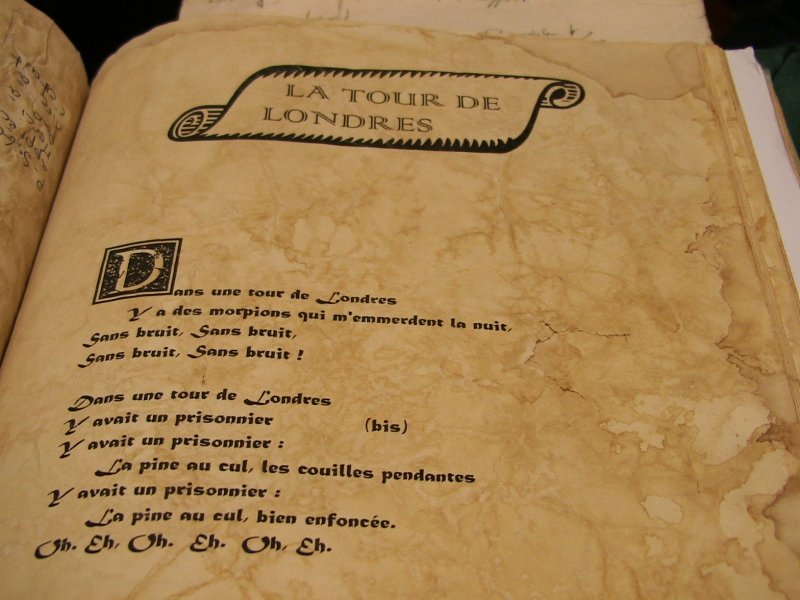 LA TOUR DE
LONDRES
Dans une tour de Londres
Y a des morpions qui m'emmerdent la nuit,
Sans bruit, Sans bruit,
Sans bruit, Sans bruit !
Dans une tour de Londres
Y avait un prisonnier (bis)
Y avait un prisonnier :
La pine au cul, les couilles pendantes
Y avait un prisonnier :
La pine au cul, bien enfoncée.
Oh. Eh, Oh. Eh. Oh, Eh.